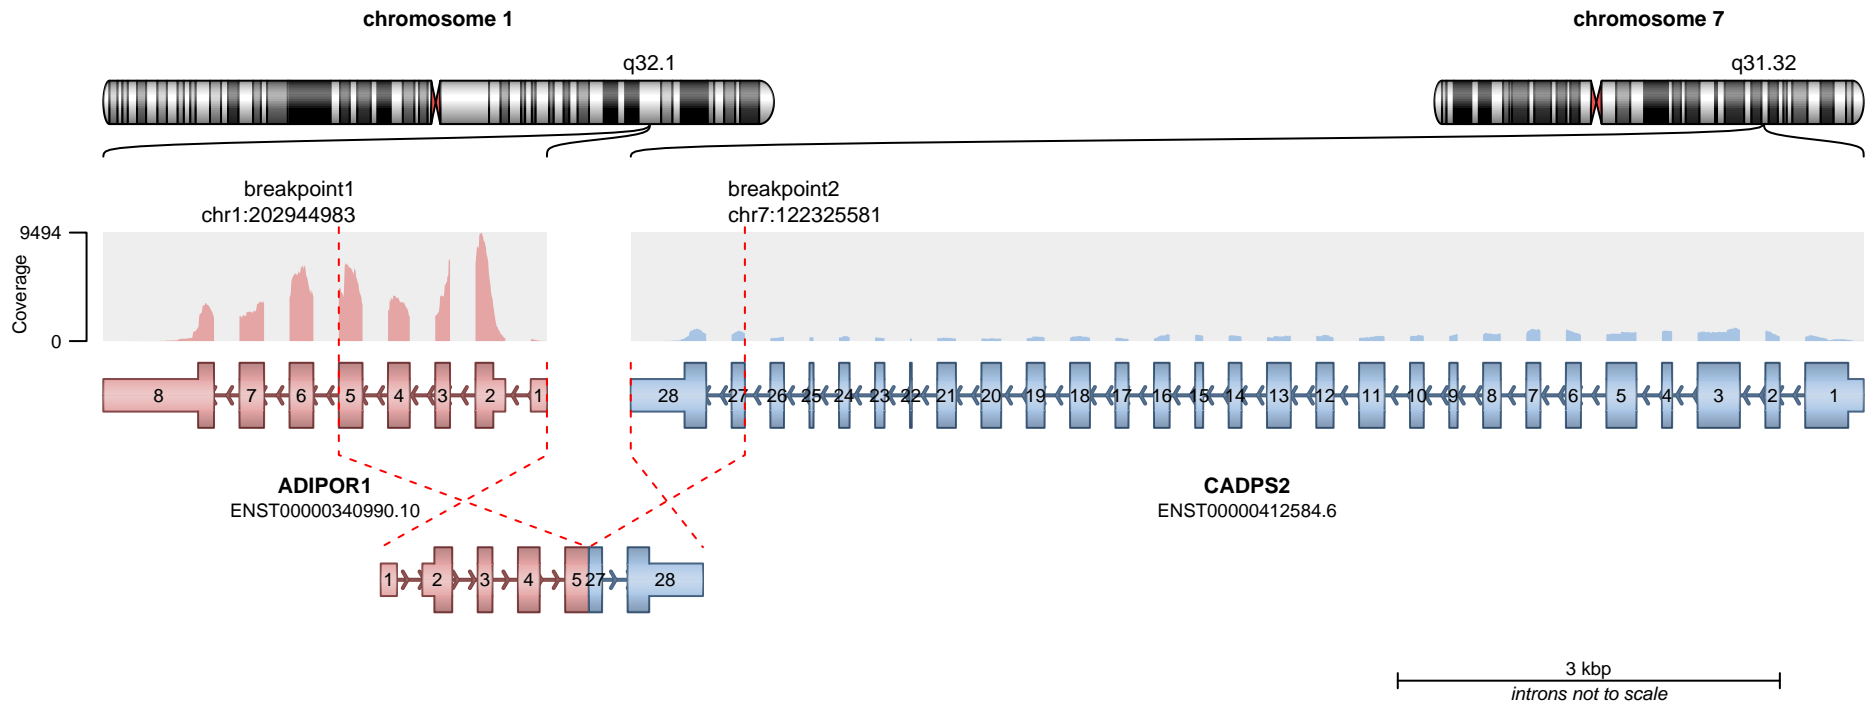 chromosome 1
chromosome 7
q32.1
q31.32
breakpoint1
chr1:202944983
breakpoint2
chr7:122325581
9494
Coverage
0
8 7 6 5 4 3 2 1
28 27 26 25 24 23 22 21 20 19 18 17 16 15 14 13 12 11 10 9 8 7 6 5 4 3 2 1
ADIPOR1
ENST00000340990.10
CADPS2
ENST00000412584.6
1 2 3 4 5 27 28
3 kbp
introns not to scale